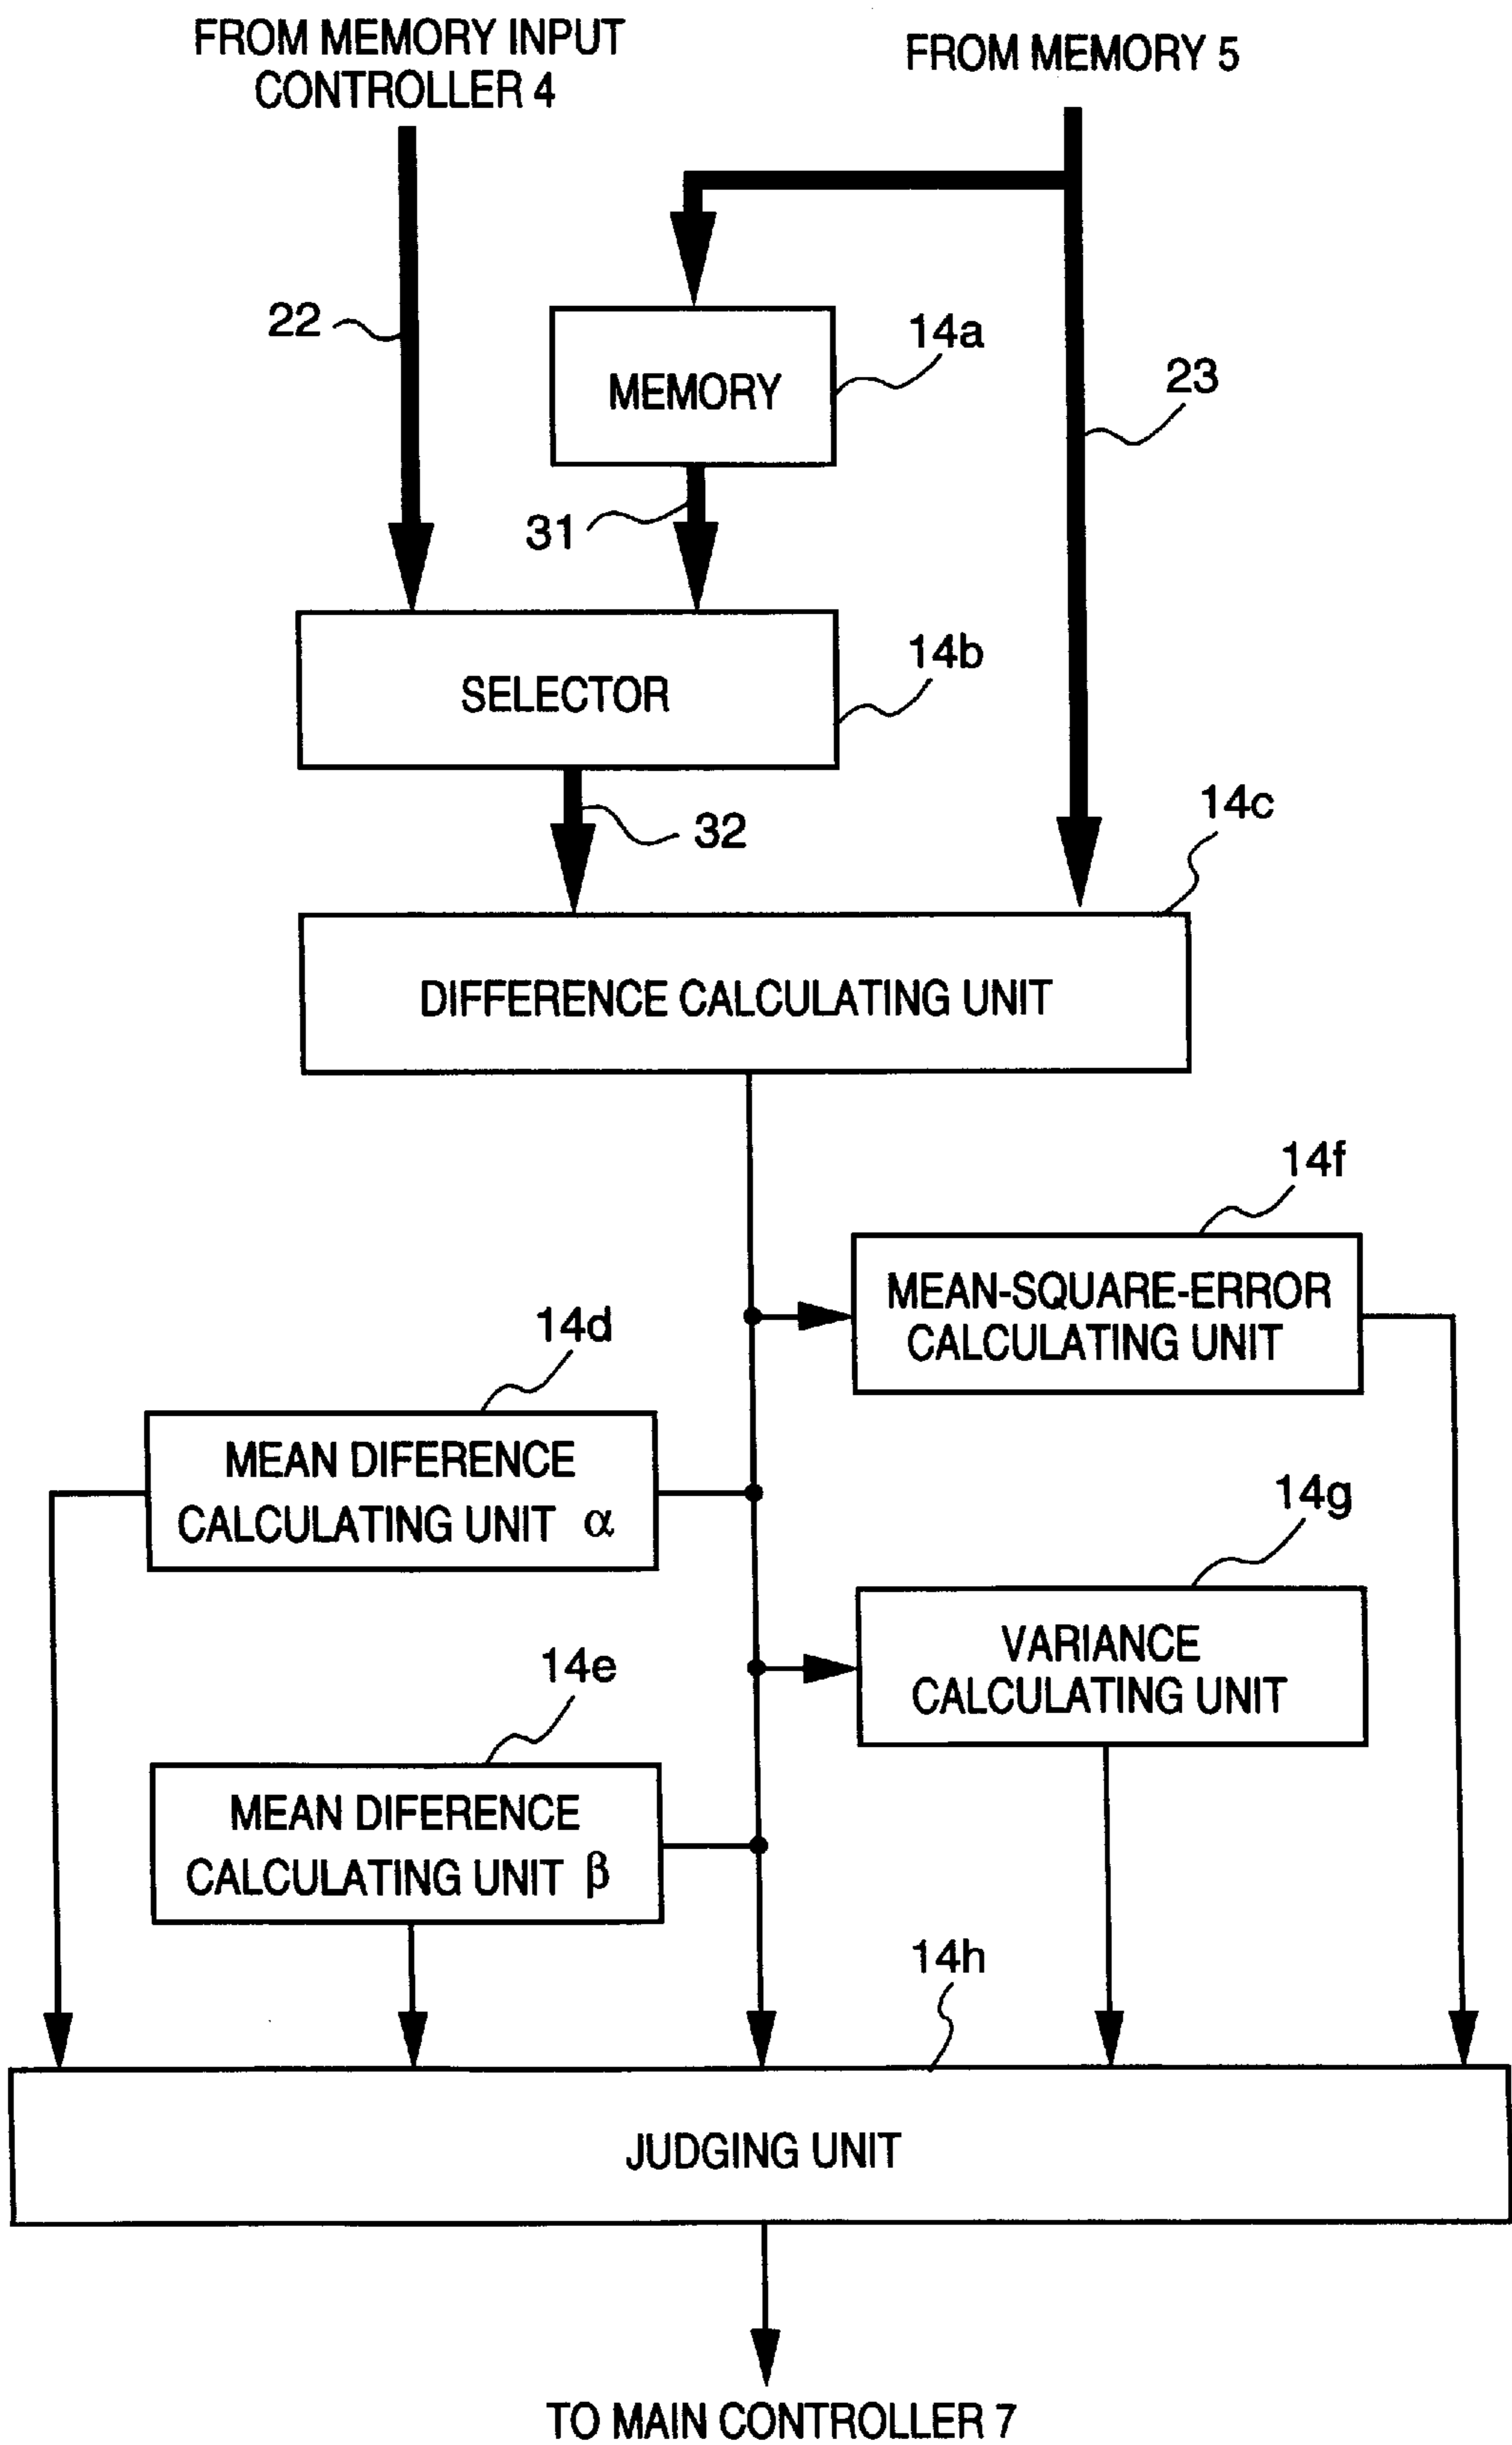 FROM MEMORY INPUT
CONTROLLER 4
FROM MEMORY 5
22
14a
MEMORY
23
31
14b
SELECTOR
32
14c
DIFFERENCE CALCULATING UNIT
14f
MEAN-SQUARE-ERROR
CALCULATING UNIT
14d
MEAN DIFERENCE
CALCULATING UNIT α
14g
VARIANCE
CALCULATING UNIT
14e
MEAN DIFERENCE
CALCULATING UNIT β
14h
JUDGING UNIT
TO MAIN CONTROLLER 7